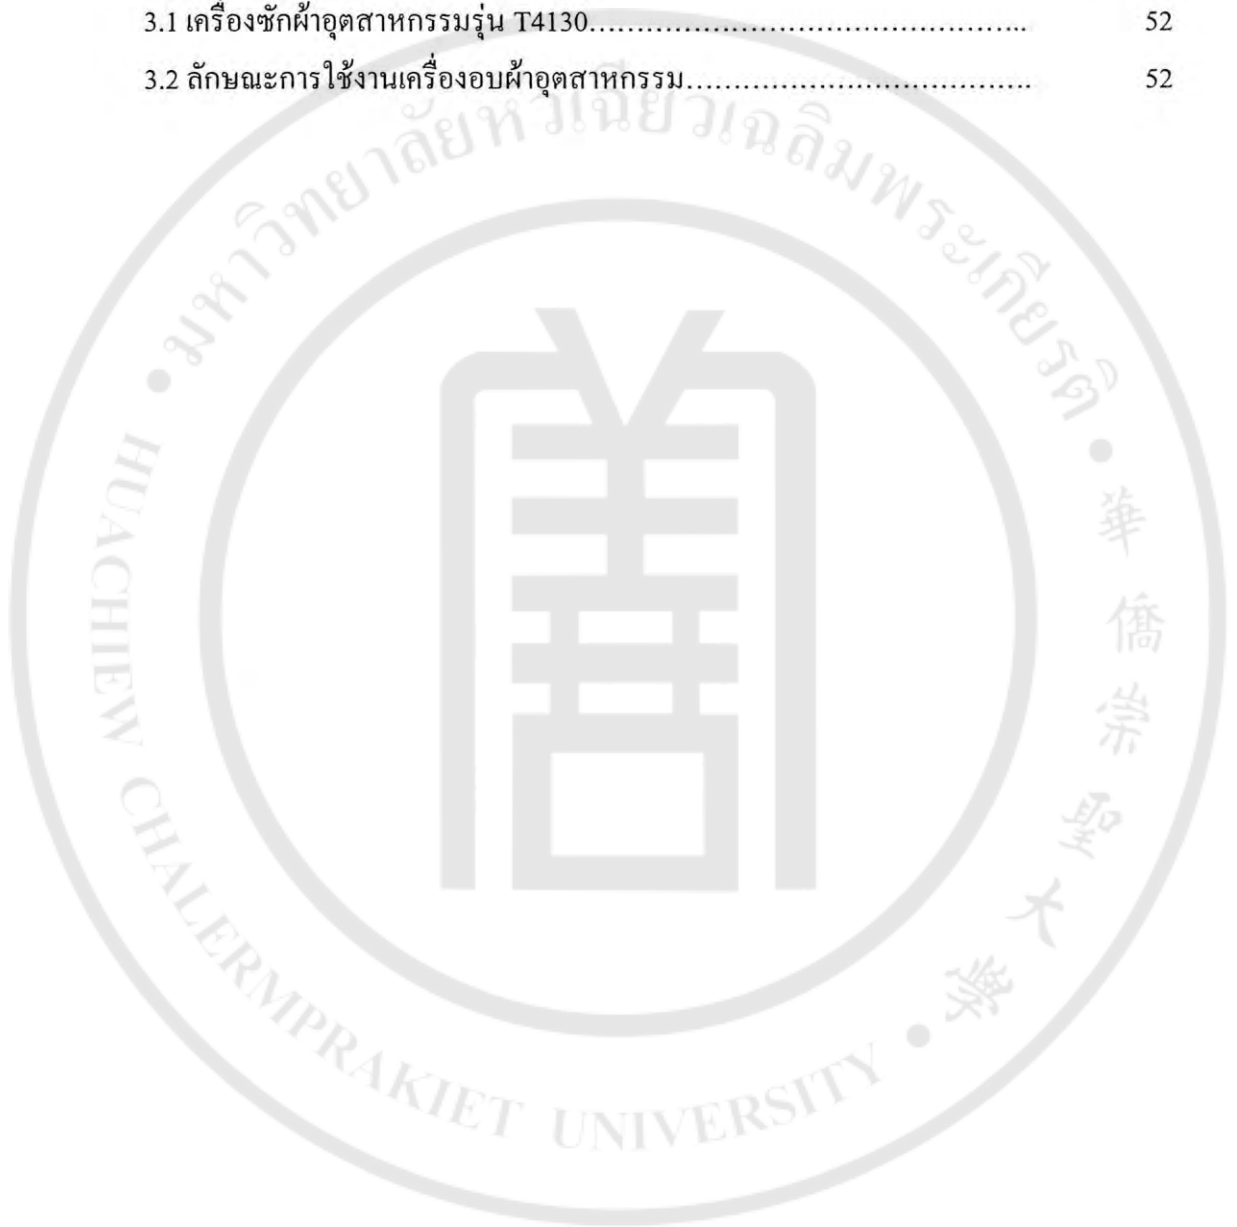 3.1 เครื่องซักผ้าอุตสาหกรรมรุ่น T4130……………………………………….. 52
3.2 ลักษณะการใช้งานเครื่องอบผ้าอุตสาหกรรม………………………………. 52
มหาวิทยาลัยหัวเฉียวเฉลิมพระเกียรติ
華僑崇聖大學
HUACHIEW CHALERMPRAKIET UNIVERSITY